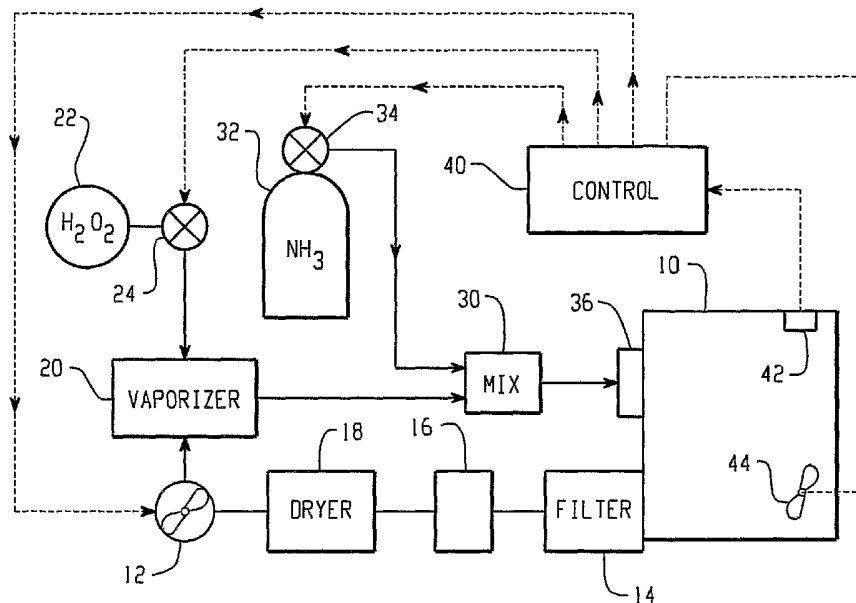 22
32
34
40
CONTROL
H2O2
24
NH3
10
30
36
42
20
VAPORIZER
MIX
18
16
44
DRYER
FILTER
12
14